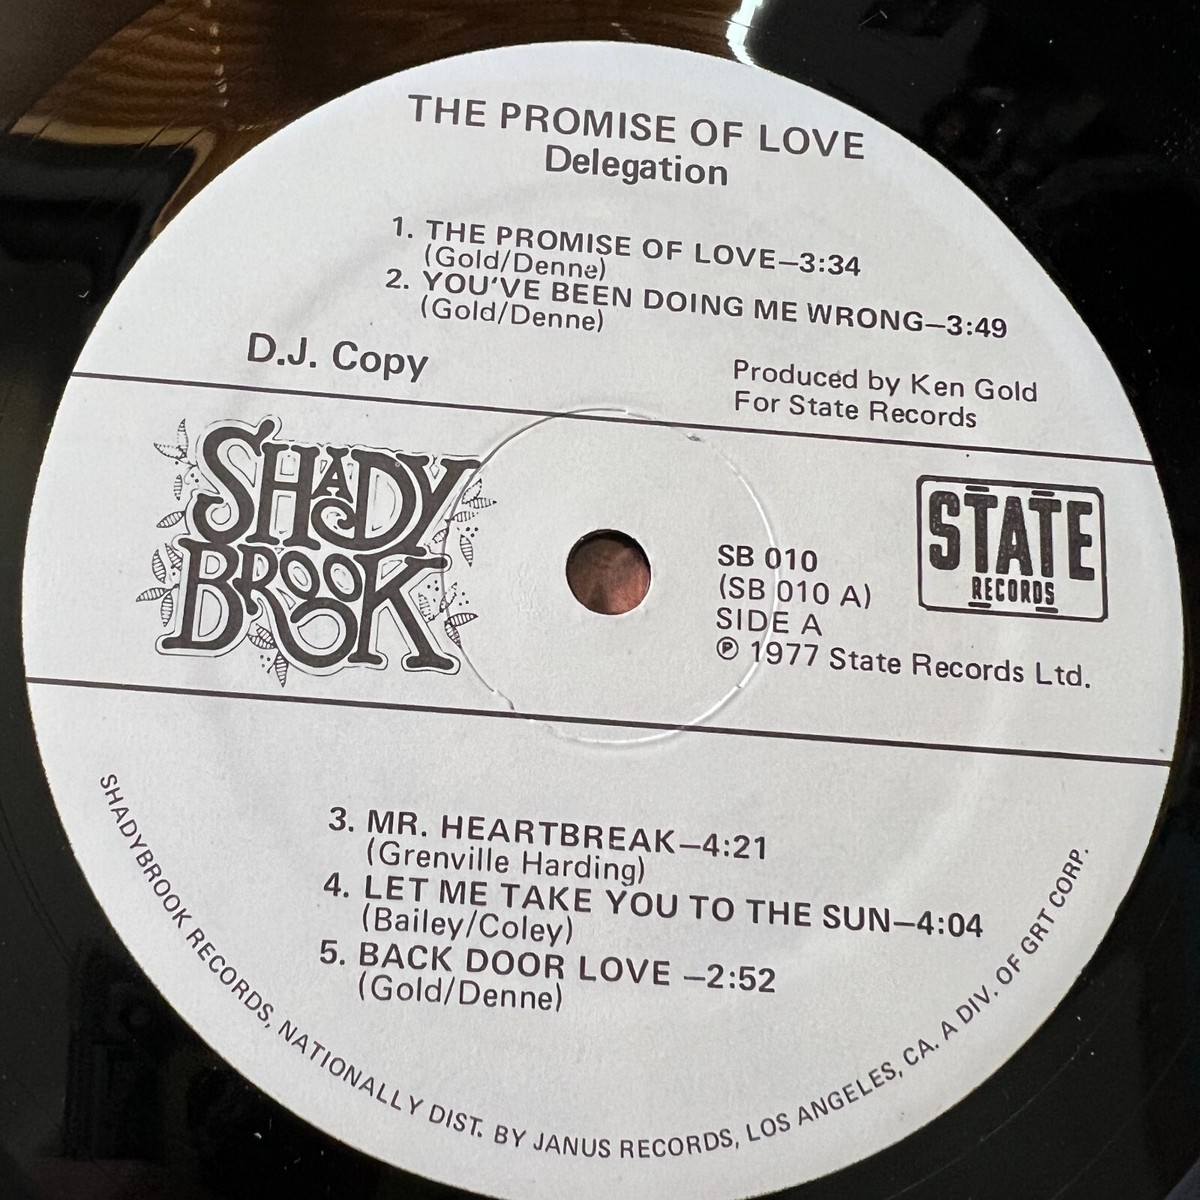 THE PROMISE OF LOVE
Delegation
1. THE PROMISE OF LOVE—3:34
(Gold/Denne)
2. YOU'VE BEEN DOING ME WRONG—3:49
(Gold/Denne)
D.J. Copy
Produced by Ken Gold
For State Records
SHADY
BROOK
STATE
RECORDS
SB 010
(SB 010 A)
SIDE A
℗ 1977 State Records Ltd.
3. MR. HEARTBREAK—4:21
(Grenville Harding)
4. LET ME TAKE YOU TO THE SUN—4:04
(Bailey/Coley)
5. BACK DOOR LOVE —2:52
(Gold/Denne)
SHADYBROOK RECORDS, NATIONALLY DIST. BY JANUS RECORDS, LOS ANGELES, CA. A DIV. OF GRT CORP.